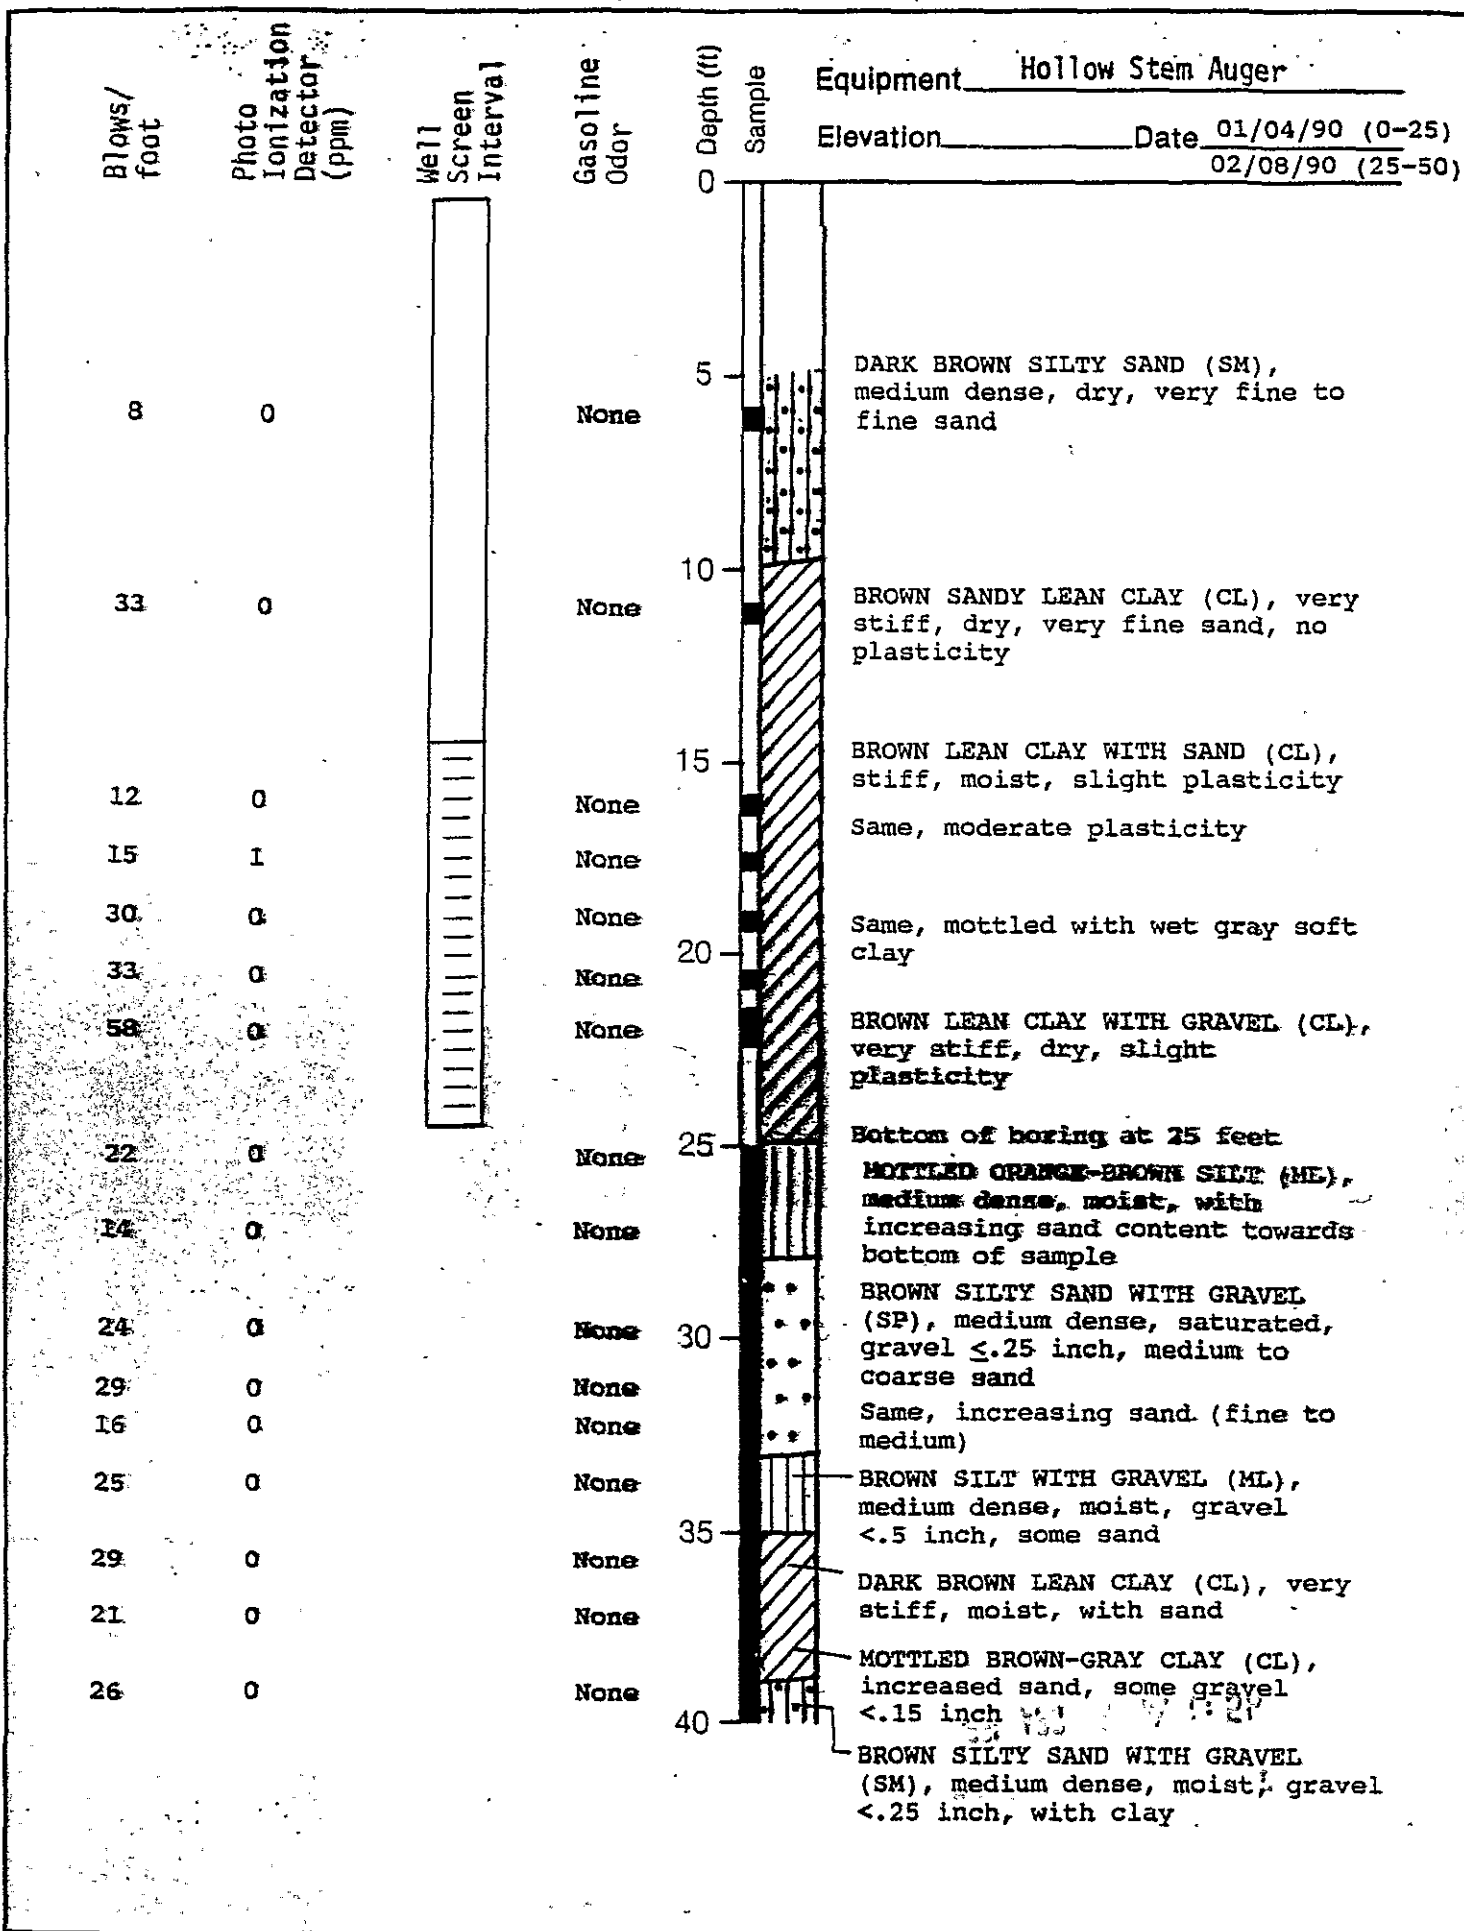 Blows/
foot
Photo
Ionization
Detector
(ppm)
Well
Screen
Interval
Gasoline
Odor
Depth (ft)
Sample
Equipment Hollow Stem Auger
Elevation Date 01/04/90 (0-25)
02/08/90 (25-50)
0
5
DARK BROWN SILTY SAND (SM),
medium dense, dry, very fine to
fine sand
8 0 None
10
33 0 None
BROWN SANDY LEAN CLAY (CL), very
stiff, dry, very fine sand, no
plasticity
15
BROWN LEAN CLAY WITH SAND (CL),
stiff, moist, slight plasticity
12 0 None
Same, moderate plasticity
15 1 None
30 0 None
Same, mottled with wet gray soft
clay
20
33 0 None
58 0 None
BROWN LEAN CLAY WITH GRAVEL (CL),
very stiff, dry, slight
plasticity
25
Bottom of boring at 25 feet
22 0 None
MOTTLED ORANGE-BROWN SILT (ML),
medium dense, moist, with
increasing sand content towards
bottom of sample
14 0 None
BROWN SILTY SAND WITH GRAVEL
(SP), medium dense, saturated,
gravel ≤.25 inch, medium to
coarse sand
24 0 None
30
29 0 None
16 0 None
Same, increasing sand (fine to
medium)
25 0 None
BROWN SILT WITH GRAVEL (ML),
medium dense, moist, gravel
<.5 inch, some sand
35
29 0 None
DARK BROWN LEAN CLAY (CL), very
stiff, moist, with sand
21 0 None
MOTTLED BROWN-GRAY CLAY (CL),
increased sand, some gravel
<.15 inch
26 0 None
40
BROWN SILTY SAND WITH GRAVEL
(SM), medium dense, moist, gravel
<.25 inch, with clay